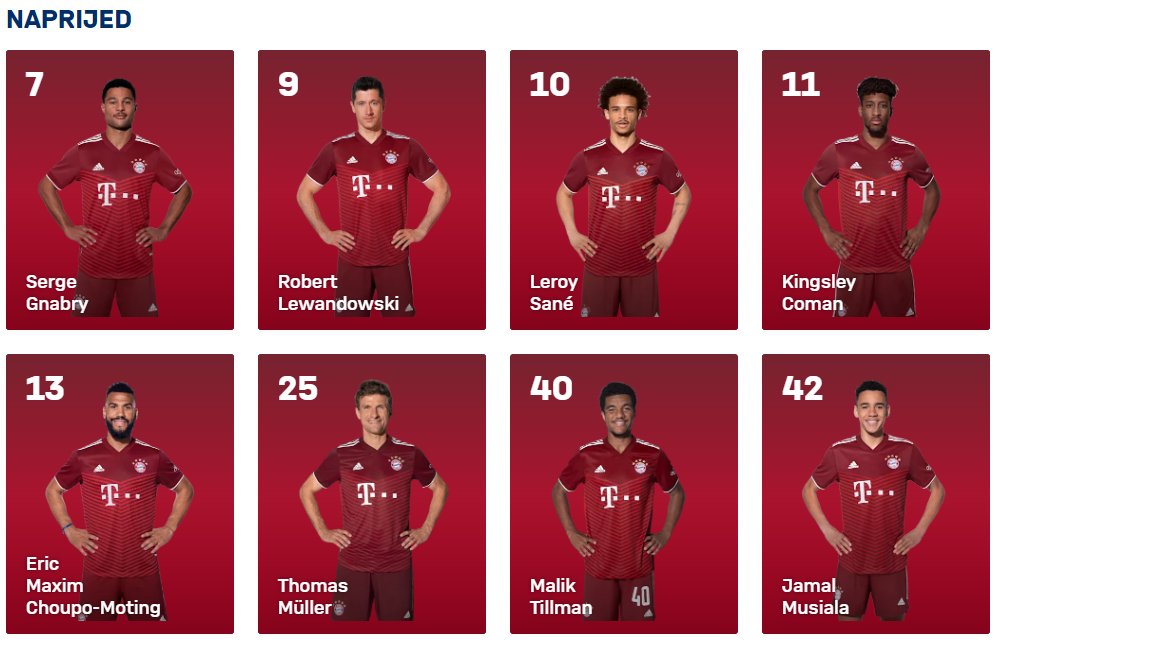 NAPRIJED
7
Serge
Gnabry
9
Robert
Lewandowski
10
Leroy
Sané
11
Kingsley
Coman
13
Eric
Maxim
Choupo-Moting
25
Thomas
Müller
40
Malik
Tillman
40
42
Jamal
Musiala